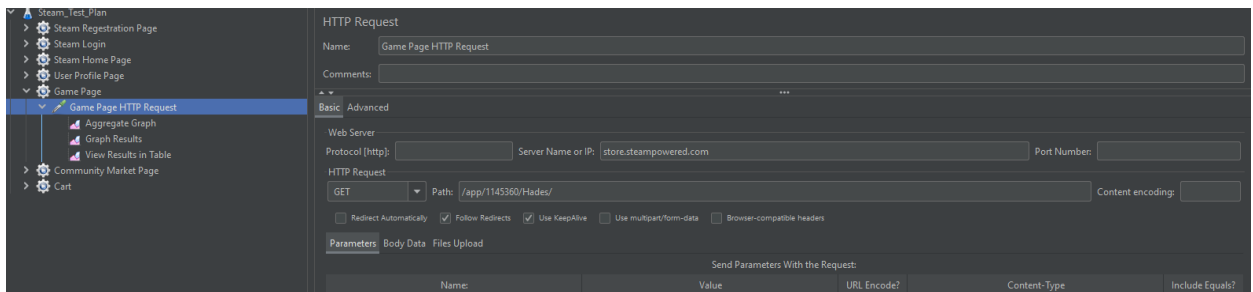 Steam_Test_Plan
Steam Regestration Page
Steam Login
Steam Home Page
User Profile Page
Game Page
Game Page HTTP Request
Aggregate Graph
Graph Results
View Results in Table
Community Market Page
Cart
HTTP Request
Name: Game Page HTTP Request
Comments:
Basic Advanced
Web Server
Protocol [http]: Server Name or IP: store.steampowered.com Port Number:
HTTP Request
GET Path: /app/1145360/Hades/ Content encoding:
Redirect Automatically Follow Redirects Use KeepAlive Use multipart/form-data Browser-compatible headers
Parameters Body Data Files Upload
Send Parameters With the Request:
Name: Value URL Encode? Content-Type Include Equals?